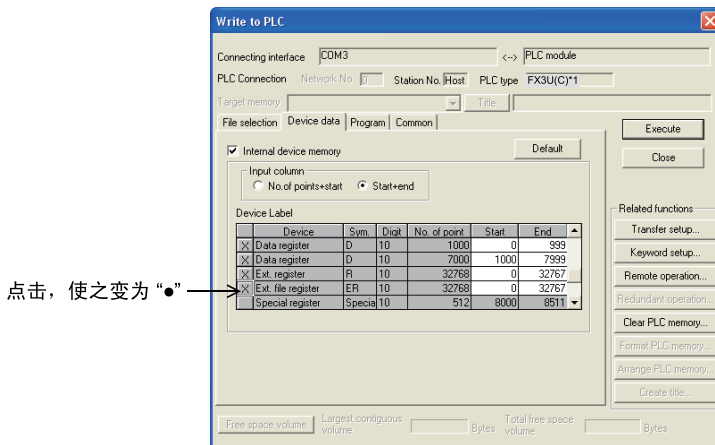 Write to PLC
Connecting interface COM3 <--> PLC module
PLC Connection Network No. 0 Station No. Host PLC type FX3U(C)*1
Target memory Title
File selection Device data Program Common
Execute
Internal device memory Default
Close
Input column
No.of points+start Start+end
Device Label
Related functions
Device Sym. Digit No. of point Start End
X Data register D 10 1000 0 999
X Data register D 10 7000 1000 7999
X Ext. register R 10 32768 0 32767
X Ext. file register ER 10 32768 0 32767
Special register Specia 10 512 8000 8511
点击，使之变为 “●”
Transfer setup...
Keyword setup...
Remote operation...
Redundant operation...
Clear PLC memory...
Format PLC memory...
Arrange PLC memory...
Create title...
Free space volume Largest contiguous volume Bytes Total free space volume Bytes